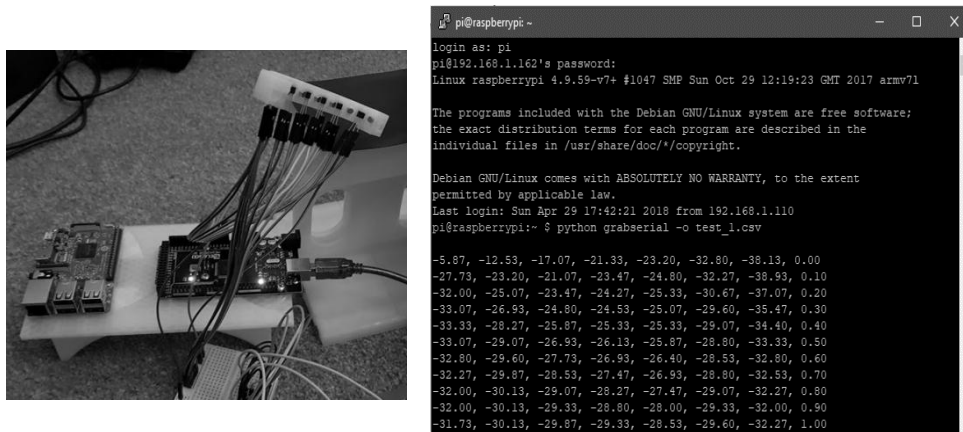 pi@raspberrypi: ~
login as: pi
pi@192.168.1.162's password:
Linux raspberrypi 4.9.59-v7+ #1047 SMP Sun Oct 29 12:19:23 GMT 2017 armv7l
The programs included with the Debian GNU/Linux system are free software;
the exact distribution terms for each program are described in the
individual files in /usr/share/doc/*/copyright.
Debian GNU/Linux comes with ABSOLUTELY NO WARRANTY, to the extent
permitted by applicable law.
Last login: Sun Apr 29 17:42:21 2018 from 192.168.1.110
pi@raspberrypi:~ $ python grabserial -o test_1.csv
-5.87, -12.53, -17.07, -21.33, -23.20, -32.80, -38.13, 0.00
-27.73, -23.20, -21.07, -23.47, -24.80, -32.27, -38.93, 0.10
-32.00, -25.07, -23.47, -24.27, -25.33, -30.67, -37.07, 0.20
-33.07, -26.93, -24.80, -24.53, -25.07, -29.60, -35.47, 0.30
-33.33, -28.27, -25.87, -25.33, -25.33, -29.07, -34.40, 0.40
-33.07, -29.07, -26.93, -26.13, -25.87, -28.80, -33.33, 0.50
-32.80, -29.60, -27.73, -26.93, -26.40, -28.53, -32.80, 0.60
-32.27, -29.87, -28.53, -27.47, -26.93, -28.80, -32.53, 0.70
-32.00, -30.13, -29.07, -28.27, -27.47, -29.07, -32.27, 0.80
-32.00, -30.13, -29.33, -28.80, -28.00, -29.33, -32.00, 0.90
-31.73, -30.13, -29.87, -29.33, -28.53, -29.60, -32.27, 1.00